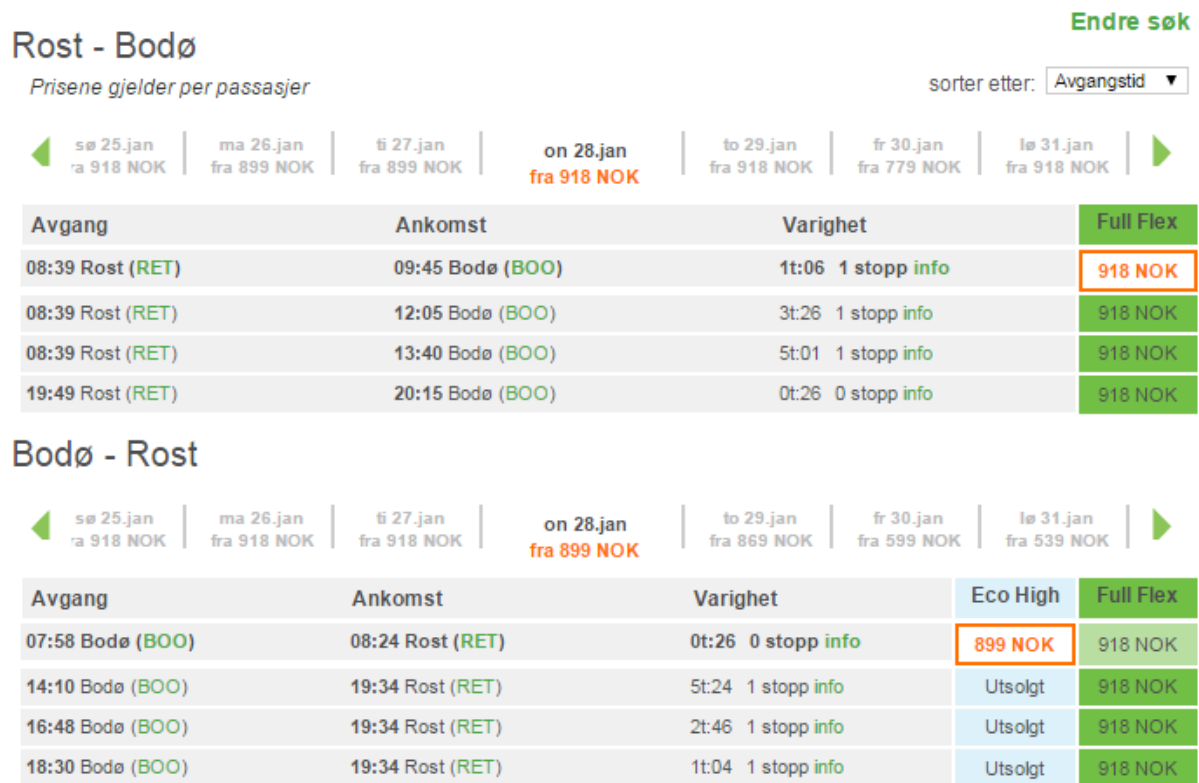 Endre søk
Rost - Bodø
Prisene gjelder per passasjer
sorter etter: Avgangstid ▼
sø 25.jan ma 26.jan ti 27.jan on 28.jan to 29.jan fr 30.jan lø 31.jan
ra 918 NOK fra 899 NOK fra 899 NOK fra 918 NOK fra 918 NOK fra 779 NOK fra 918 NOK
Avgang Ankomst Varighet Full Flex
08:39 Rost (RET) 09:45 Bodø (BOO) 1t:06 1 stopp info 918 NOK
08:39 Rost (RET) 12:05 Bodø (BOO) 3t:26 1 stopp info 918 NOK
08:39 Rost (RET) 13:40 Bodø (BOO) 5t:01 1 stopp info 918 NOK
19:49 Rost (RET) 20:15 Bodø (BOO) 0t:26 0 stopp info 918 NOK
Bodø - Rost
sø 25.jan ma 26.jan ti 27.jan on 28.jan to 29.jan fr 30.jan lø 31.jan
ra 918 NOK fra 918 NOK fra 918 NOK fra 899 NOK fra 869 NOK fra 599 NOK fra 539 NOK
Avgang Ankomst Varighet Eco High Full Flex
07:58 Bodø (BOO) 08:24 Rost (RET) 0t:26 0 stopp info 899 NOK 918 NOK
14:10 Bodø (BOO) 19:34 Rost (RET) 5t:24 1 stopp info Utsolgt 918 NOK
16:48 Bodø (BOO) 19:34 Rost (RET) 2t:46 1 stopp info Utsolgt 918 NOK
18:30 Bodø (BOO) 19:34 Rost (RET) 1t:04 1 stopp info Utsolgt 918 NOK